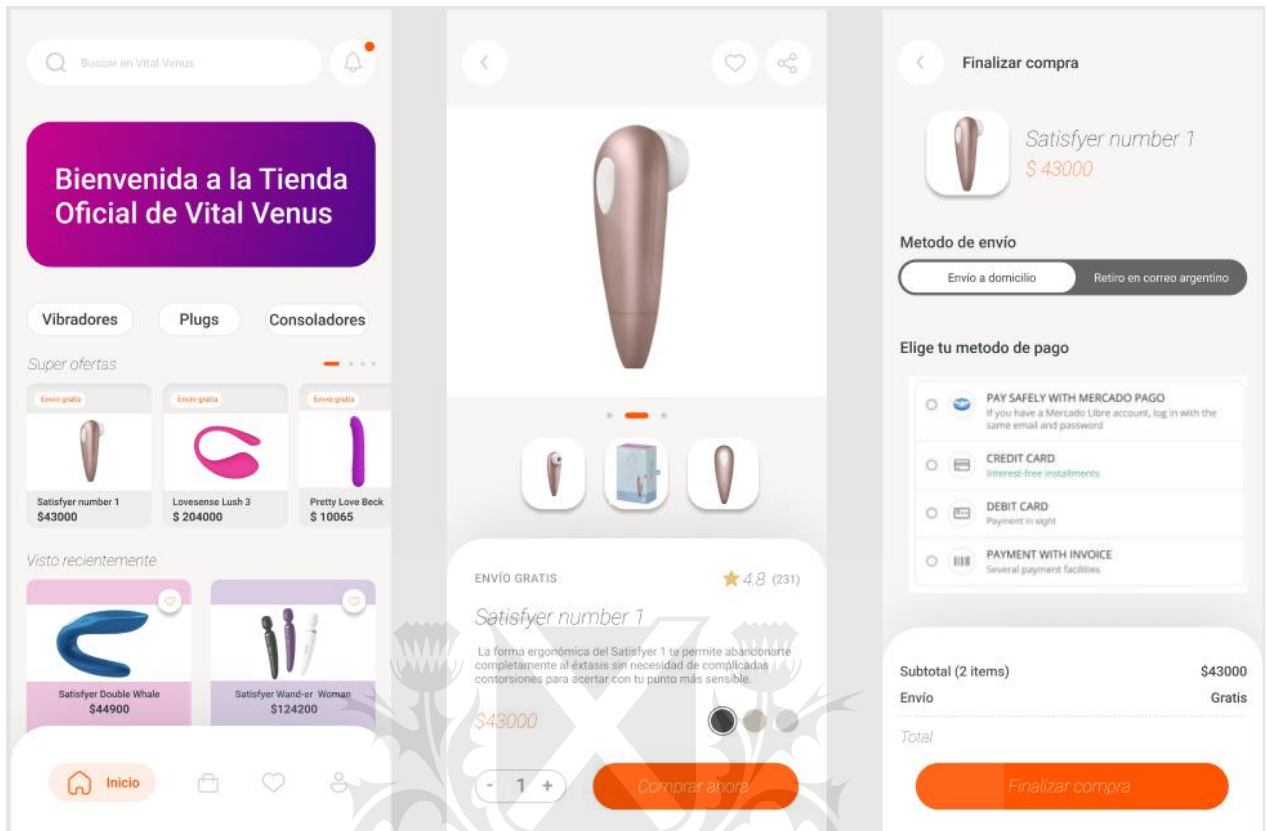 Buscar en Vital Venus
Bienvenida a la Tienda
Oficial de Vital Venus
Vibradores
Plugs
Consoladores
Super ofertas
Envio gratis
Envio gratis
Envio gratis
Satisfyer number 1
$43000
Lovesense Lush 3
$ 204000
Pretty Love Beck
$ 10065
Visto recientemente
Satisfyer Double Whale
$44900
Satisfyer Wand-er Woman
$124200
Inicio
ENVÍO GRATIS
4.8 (231)
Satisfyer number 1
La forma ergonómica del Satisfyer 1 te permite abandonarte
completamente al éxtasis sin necesidad de complicadas
contorsiones para acertar con tu punto más sensible.
$43000
- 1 +
Comprar ahora
Finalizar compra
Satisfyer number 1
$ 43000
Metodo de envío
Envío a domicilio
Retiro en correo argentino
Elige tu metodo de pago
PAY SAFELY WITH MERCADO PAGO
If you have a Mercado Libre account, log in with the
same email and password
CREDIT CARD
Interest-free installments
DEBIT CARD
Payment in sight
PAYMENT WITH INVOICE
Several payment facilities
Subtotal (2 items)
$43000
Envío
Gratis
Total
Finalizar compra